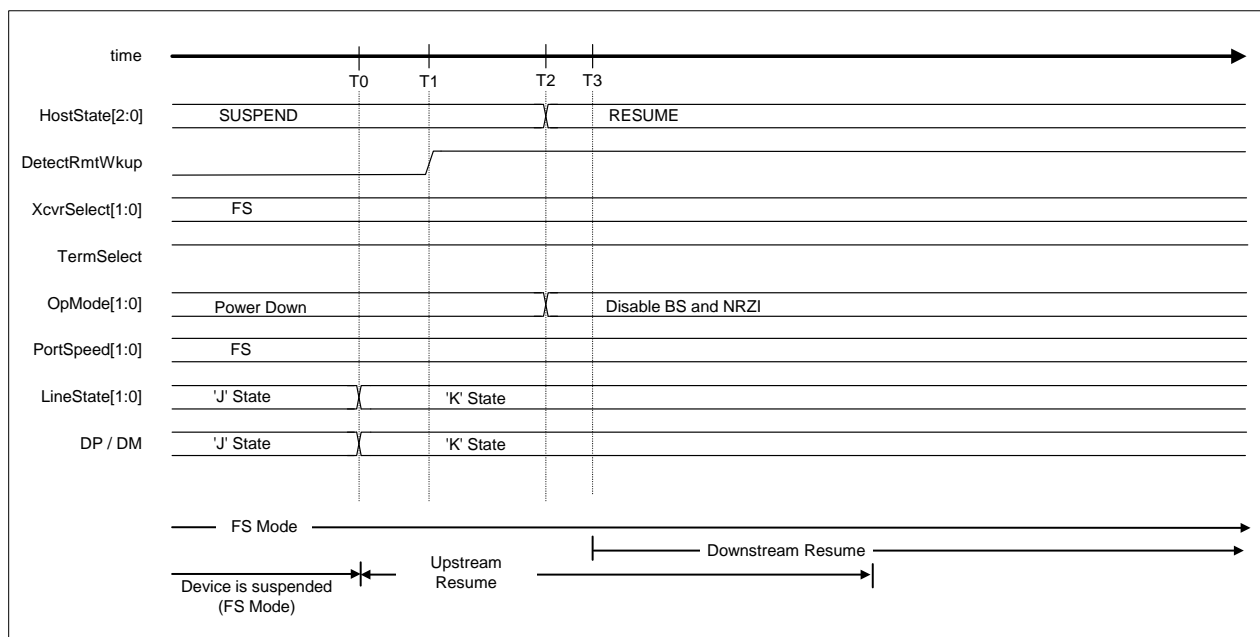 time
T0 T1 T2 T3
HostState[2:0] SUSPEND RESUME
DetectRmtWkup
XcvrSelect[1:0] FS
TermSelect
OpMode[1:0] Power Down Disable BS and NRZI
PortSpeed[1:0] FS
LineState[1:0] 'J' State 'K' State
DP / DM 'J' State 'K' State
FS Mode
Downstream Resume
Upstream
Resume
Device is suspended
(FS Mode)